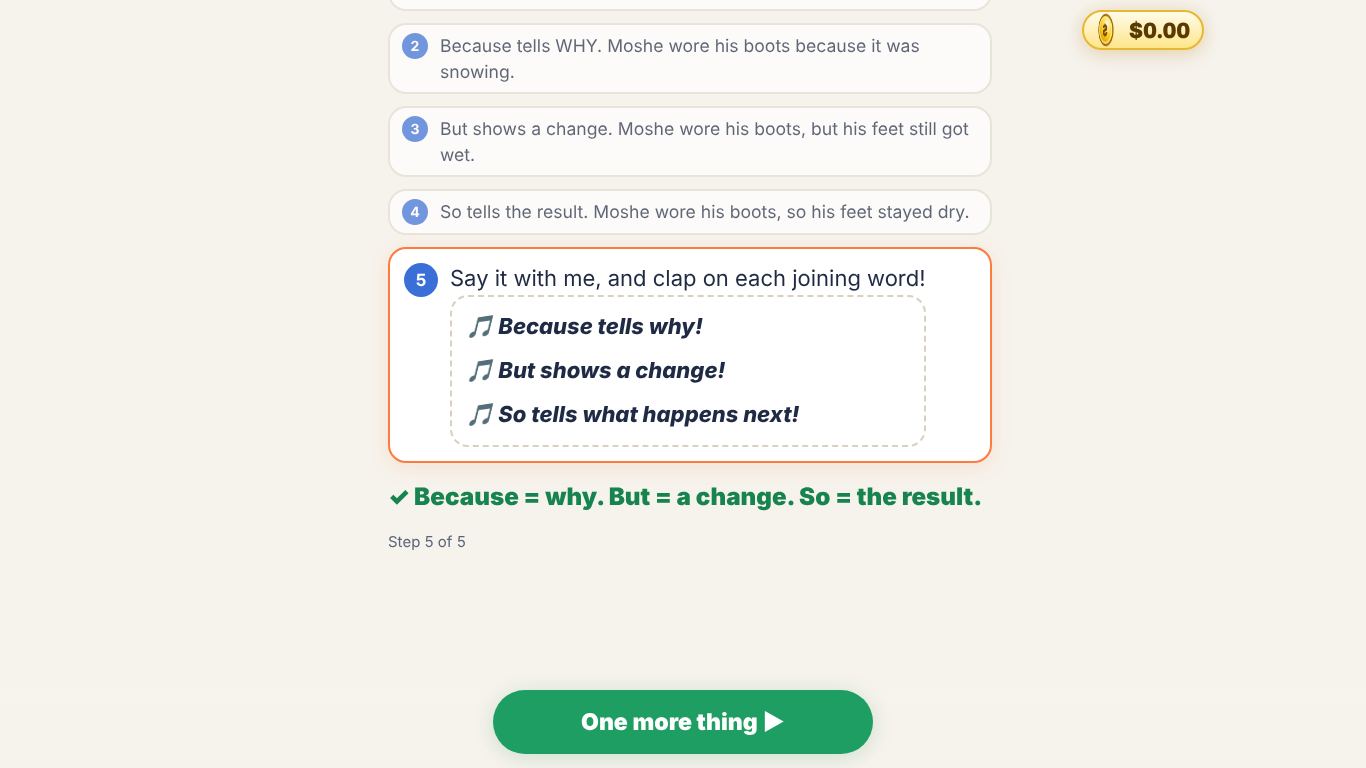 $0.00
2 Because tells WHY. Moshe wore his boots because it was
snowing.
3 But shows a change. Moshe wore his boots, but his feet still got
wet.
4 So tells the result. Moshe wore his boots, so his feet stayed dry.
5 Say it with me, and clap on each joining word!
🎵 Because tells why!
🎵 But shows a change!
🎵 So tells what happens next!
✓ Because = why. But = a change. So = the result.
Step 5 of 5
One more thing ▶